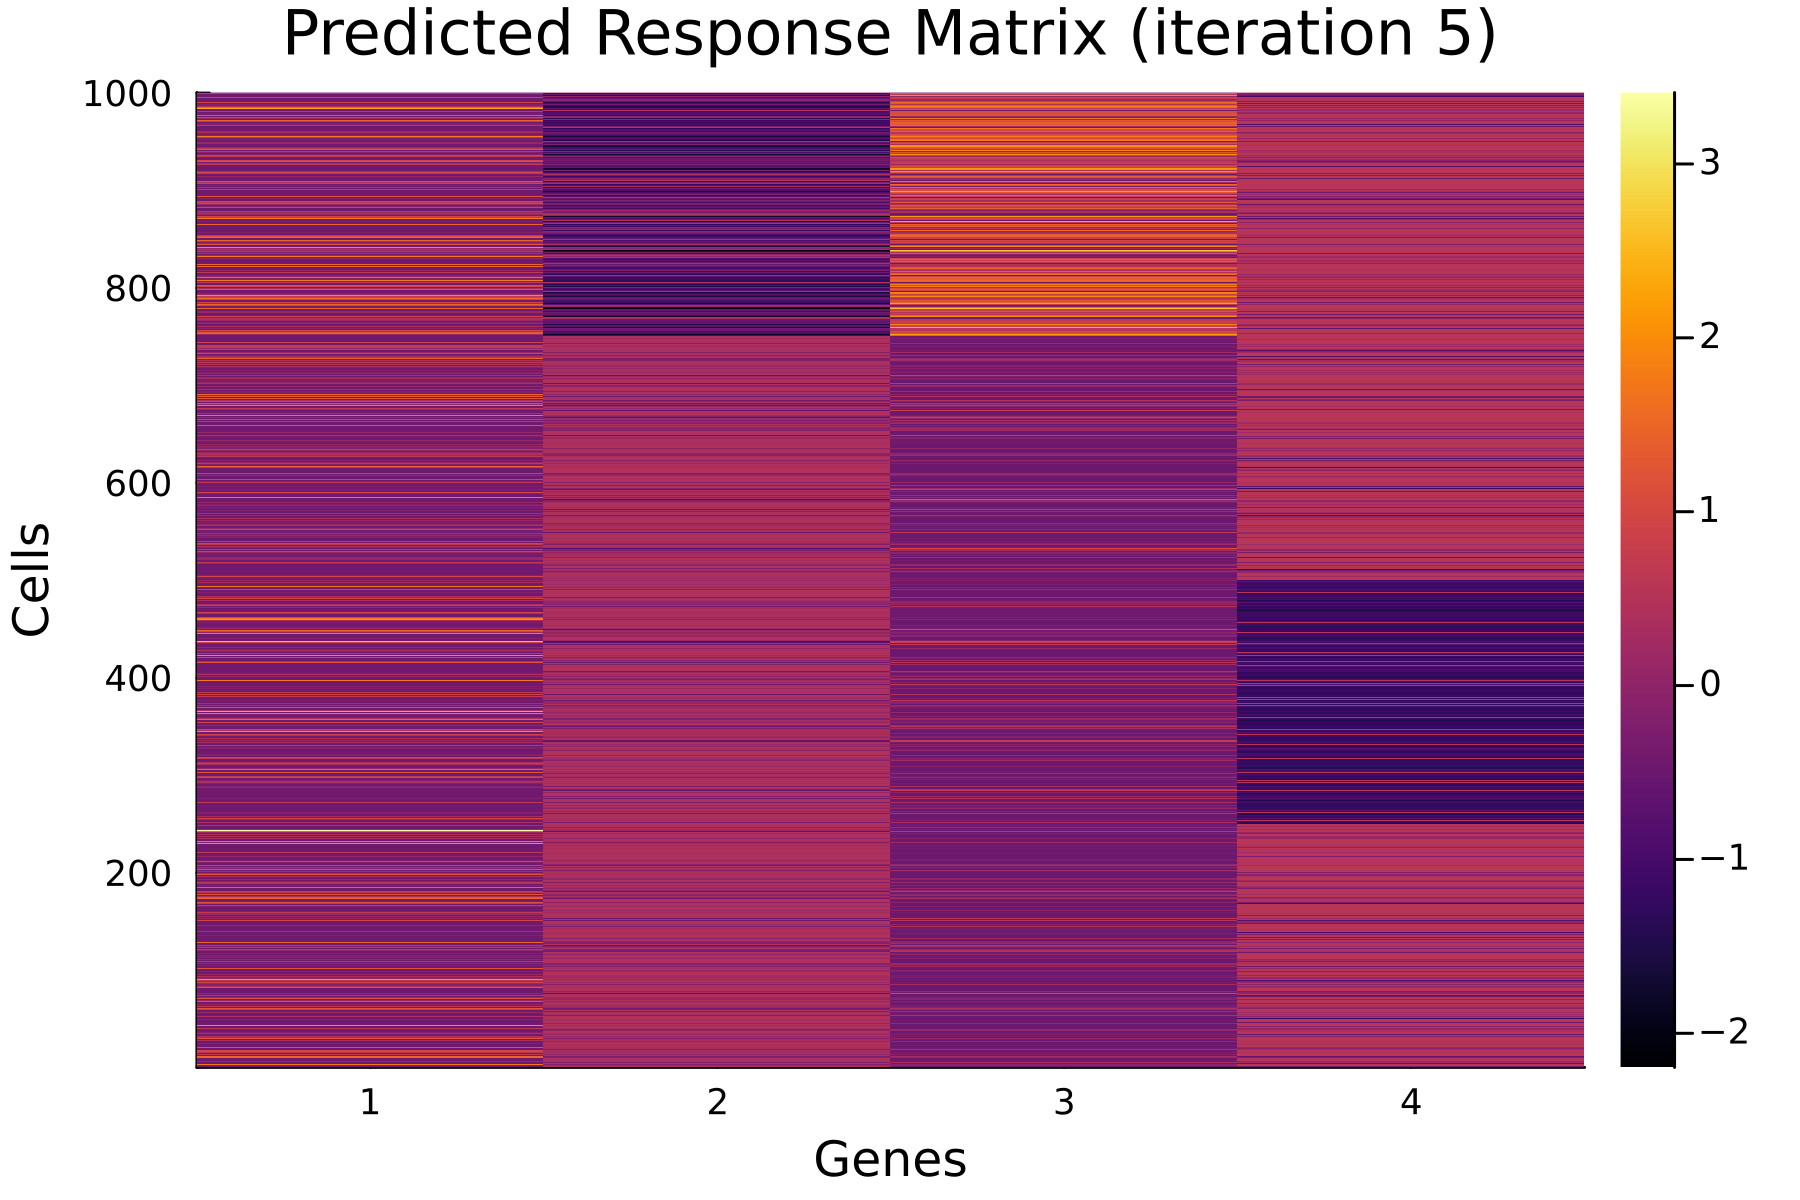 Predicted Response Matrix (iteration 5)
1000
800
600
400
200
Cells
1 2 3 4
Genes
3
2
1
0
−1
−2